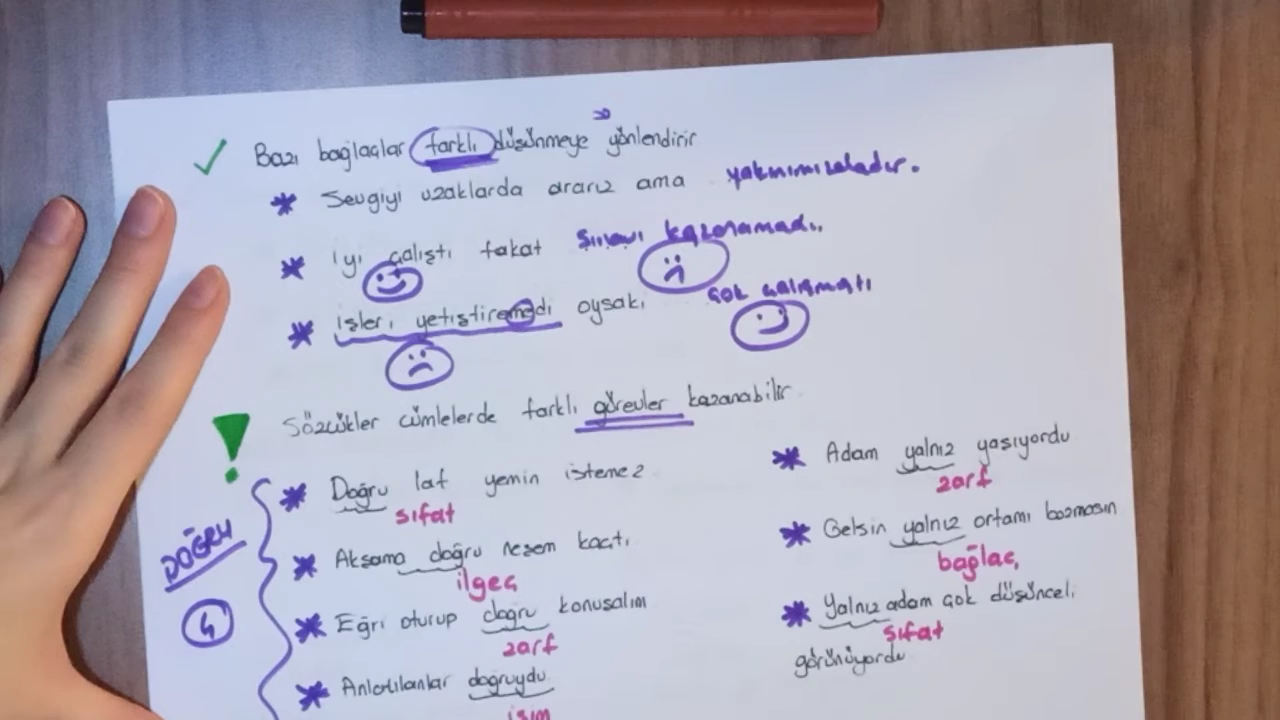 Bazı bağlaçlar farklı düşünmeye yönlendirir
* Sevgiyi uzaklarda ararız ama yakınımızdadır.
* İyi çalıştı fakat sınavı kazanamadı.
* İşleri yetiştiremedi oysaki çok çalışmıştı
! Sözcükler cümlelerde farklı görevler kazanabilir
DOĞRU
4
* Doğru laf yemin istemez
sıfat
* Akşama doğru neşem kaçtı
ilgeç
* Eğri oturup doğru konuşalım
zarf
* Anlatılanlar doğruydu
isim
* Adam yalnız yaşıyordu
zarf
* Gelsin yalnız ortamı bozmasın
bağlaç
* Yalnız adam çok düşünceli
sıfat
görünüyordu